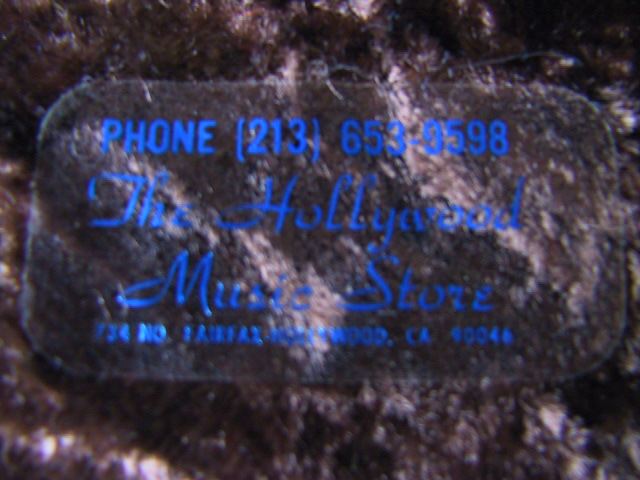 PHONE (213) 653-9598
The Hollywood
Music Store
734 NO. FAIRFAX-HOLLYWOOD, CA 90046